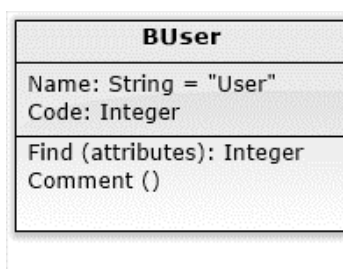 BUser
Name: String = "User"
Code: Integer
Find (attributes): Integer
Comment ()